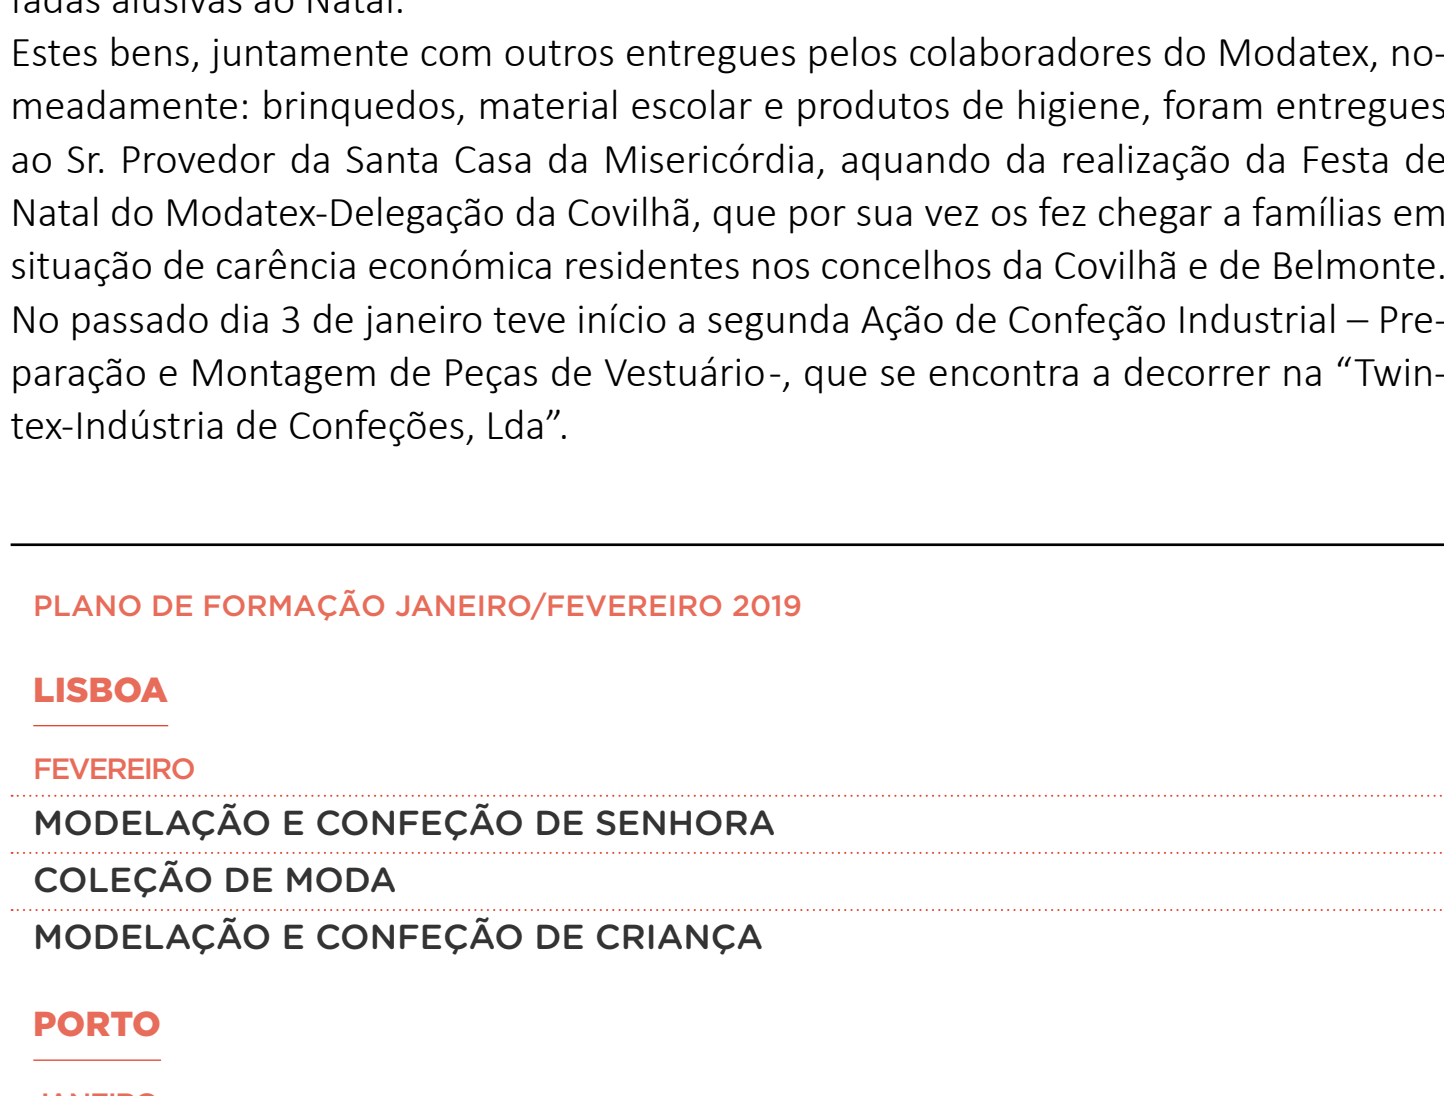 fadas alusivas ao Natal.
Estes bens, juntamente com outros entregues pelos colaboradores do Modatex, no-
meadamente: brinquedos, material escolar e produtos de higiene, foram entregues
ao Sr. Provedor da Santa Casa da Misericórdia, aquando da realização da Festa de
Natal do Modatex-Delegação da Covilhã, que por sua vez os fez chegar a famílias em
situação de carência económica residentes nos concelhos da Covilhã e de Belmonte.
No passado dia 3 de janeiro teve início a segunda Ação de Confeção Industrial – Pre-
paração e Montagem de Peças de Vestuário-, que se encontra a decorrer na “Twin-
tex-Indústria de Confeções, Lda”.
PLANO DE FORMAÇÃO JANEIRO/FEVEREIRO 2019
LISBOA
FEVEREIRO
MODELAÇÃO E CONFEÇÃO DE SENHORA
COLEÇÃO DE MODA
MODELAÇÃO E CONFEÇÃO DE CRIANÇA
PORTO
JANEIRO